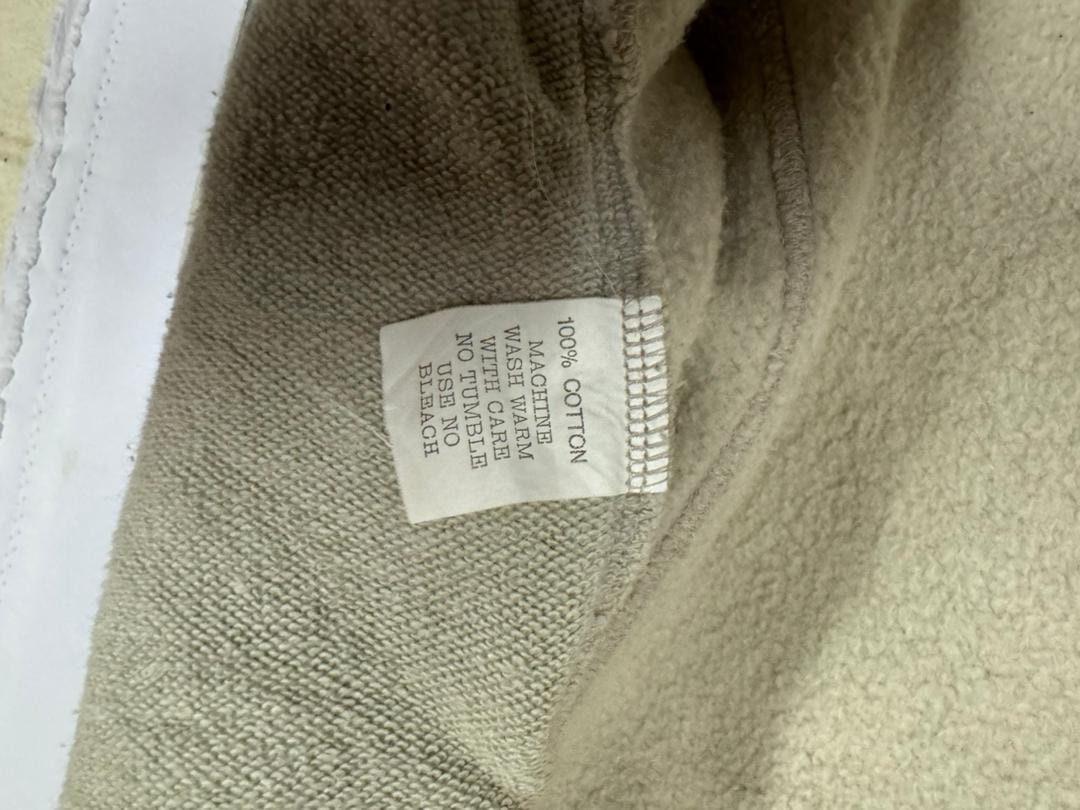 100% COTTON
MACHINE
WASH WARM
WITH CARE
NO TUMBLE
USE NO
BLEACH